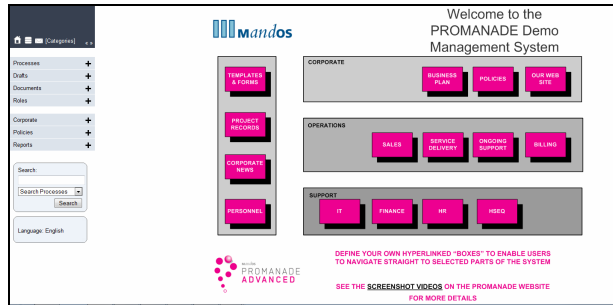 [Categories]
Processes
Drafts
Documents
Roles
Corporate
Policies
Reports
Search:
Search Processes
Search
Language: English
Mandos
Welcome to the
PROMANADE Demo
Management System
TEMPLATES
& FORMS
PROJECT
RECORDS
CORPORATE
NEWS
PERSONNEL
CORPORATE
BUSINESS
PLAN
POLICIES
OUR WEB
SITE
OPERATIONS
SALES
SERVICE
DELIVERY
ONGOING
SUPPORT
BILLING
SUPPORT
IT
FINANCE
HR
HSEQ
MANDOS
PROMANADE
ADVANCED
DEFINE YOUR OWN HYPERLINKED "BOXES" TO ENABLE USERS
TO NAVIGATE STRAIGHT TO SELECTED PARTS OF THE SYSTEM
SEE THE SCREENSHOT VIDEOS ON THE PROMANADE WEBSITE
FOR MORE DETAILS